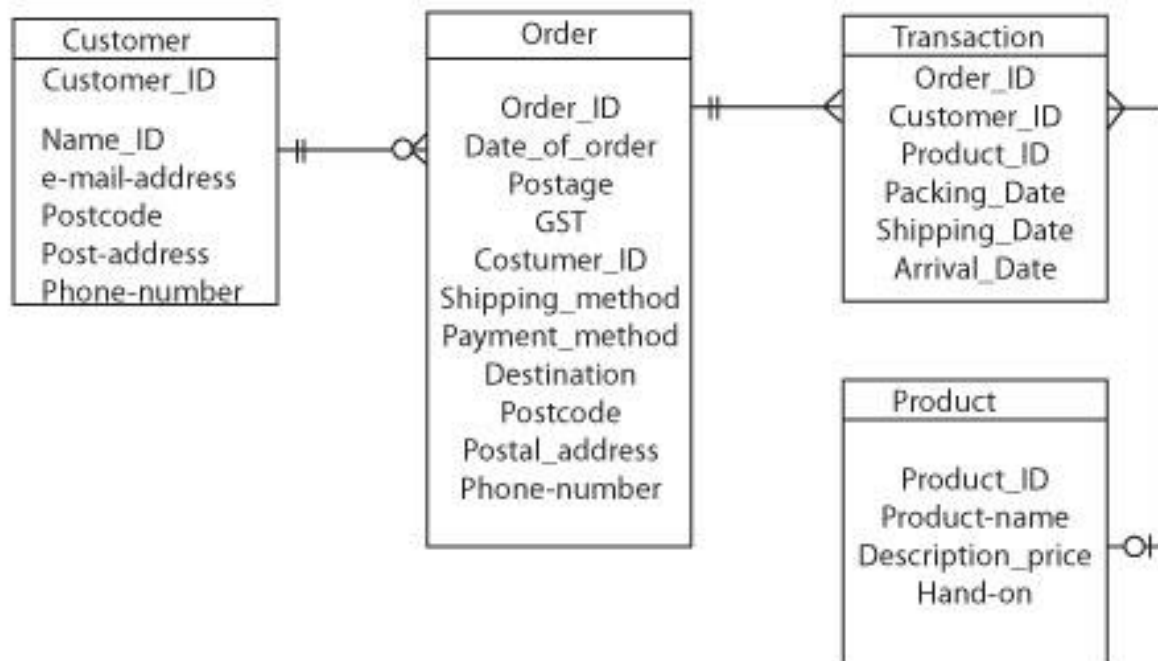 Customer
Customer_ID
Name_ID
e-mail-address
Postcode
Post-address
Phone-number
Order
Order_ID
Date_of_order
Postage
GST
Costumer_ID
Shipping_method
Payment_method
Destination
Postcode
Postal_address
Phone-number
Transaction
Order_ID
Customer_ID
Product_ID
Packing_Date
Shipping_Date
Arrival_Date
Product
Product_ID
Product-name
Description_price
Hand-on